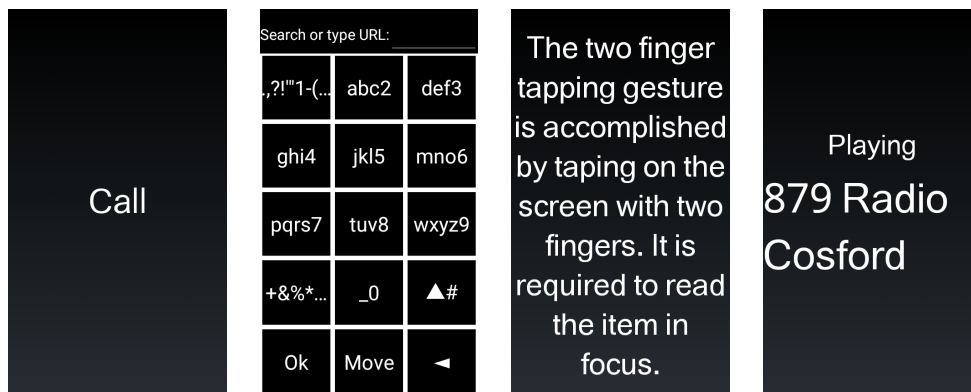 Call
Search or type URL:
.,?!'"1-(... abc2 def3
ghi4 jkl5 mno6
pqrs7 tuv8 wxyz9
+&%*... _0 ▲#
Ok Move ◄
The two finger
tapping gesture
is accomplished
by taping on the
screen with two
fingers. It is
required to read
the item in
focus.
Playing
879 Radio
Cosford